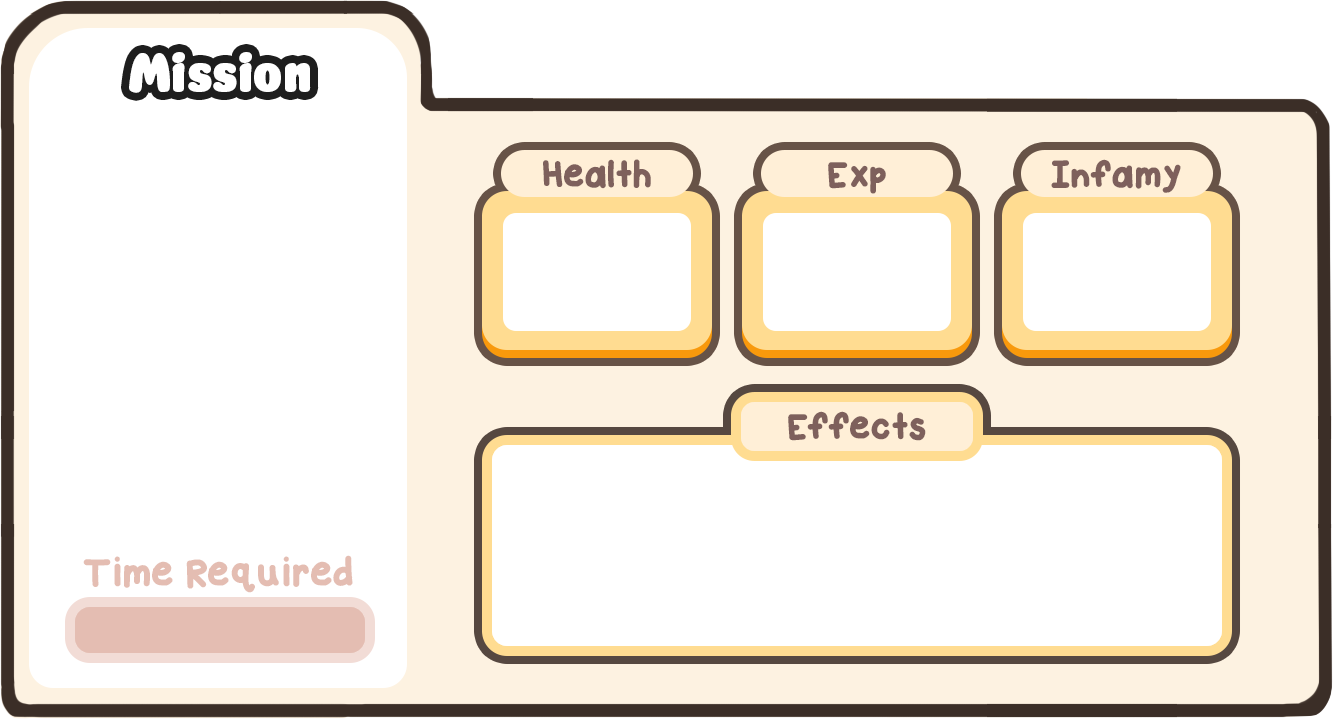 Mission
Health
Exp
Infamy
Effects
Time Required